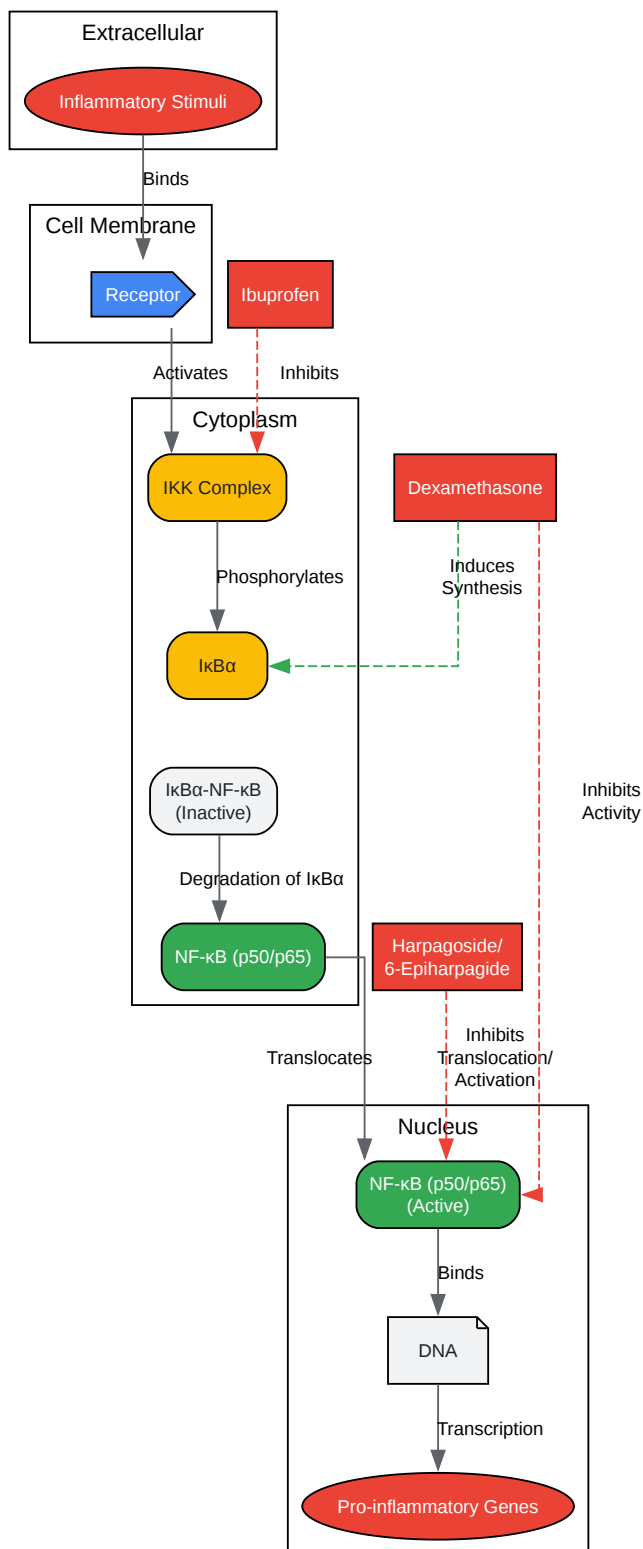 Extracellular
Inflammatory Stimuli
Binds
Cell Membrane
Receptor
Ibuprofen
Activates
Inhibits
Cytoplasm
IKK Complex
Dexamethasone
Phosphorylates
Induces
Synthesis
IκBα
IκBα-NF-κB
(Inactive)
Inhibits
Activity
Degradation of IκBα
NF-κB (p50/p65)
Harpagoside/
6-Epiharpagide
Translocates
Inhibits
Translocation/
Activation
Nucleus
NF-κB (p50/p65)
(Active)
Binds
DNA
Transcription
Pro-inflammatory Genes